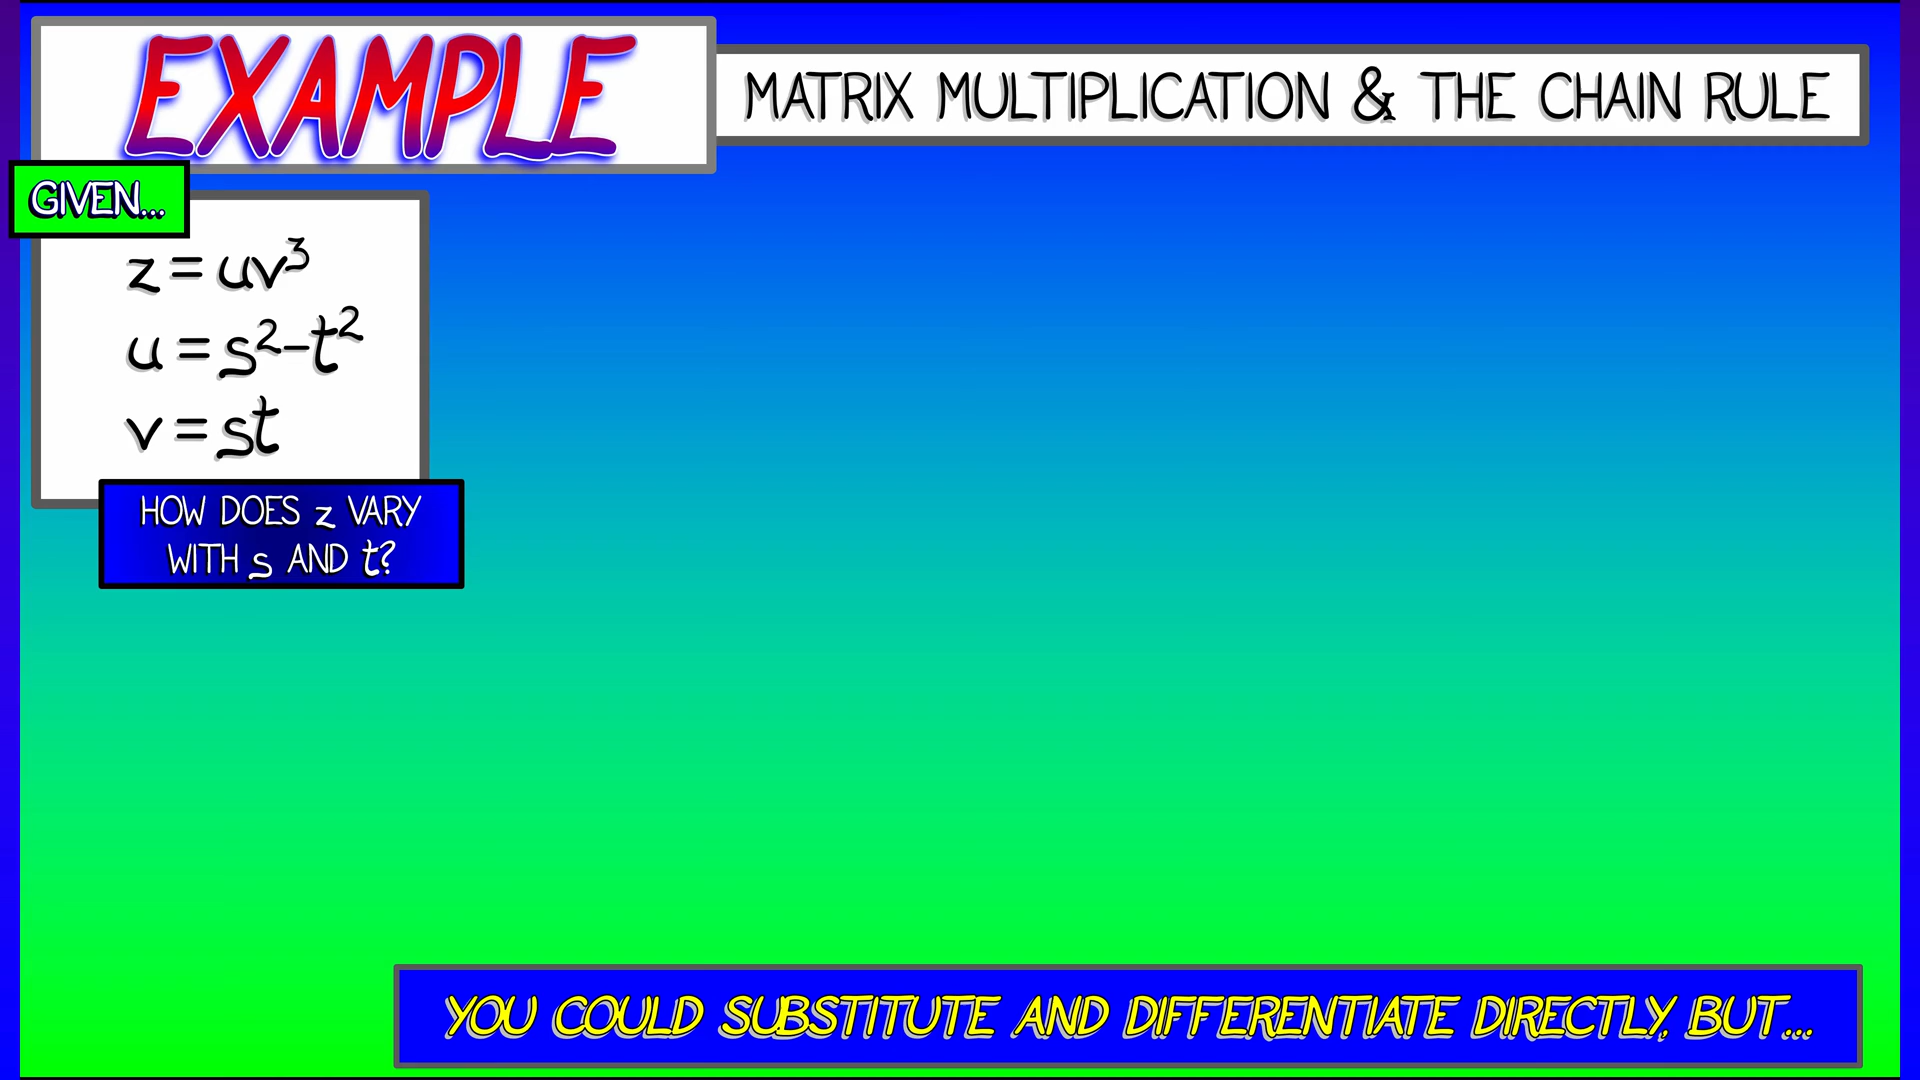 EXAMPLE
MATRIX MULTIPLICATION & THE CHAIN RULE
GIVEN...
z = uv³
u = s²-t²
v = st
HOW DOES z VARY
WITH s AND t?
YOU COULD SUBSTITUTE AND DIFFERENTIATE DIRECTLY, BUT...